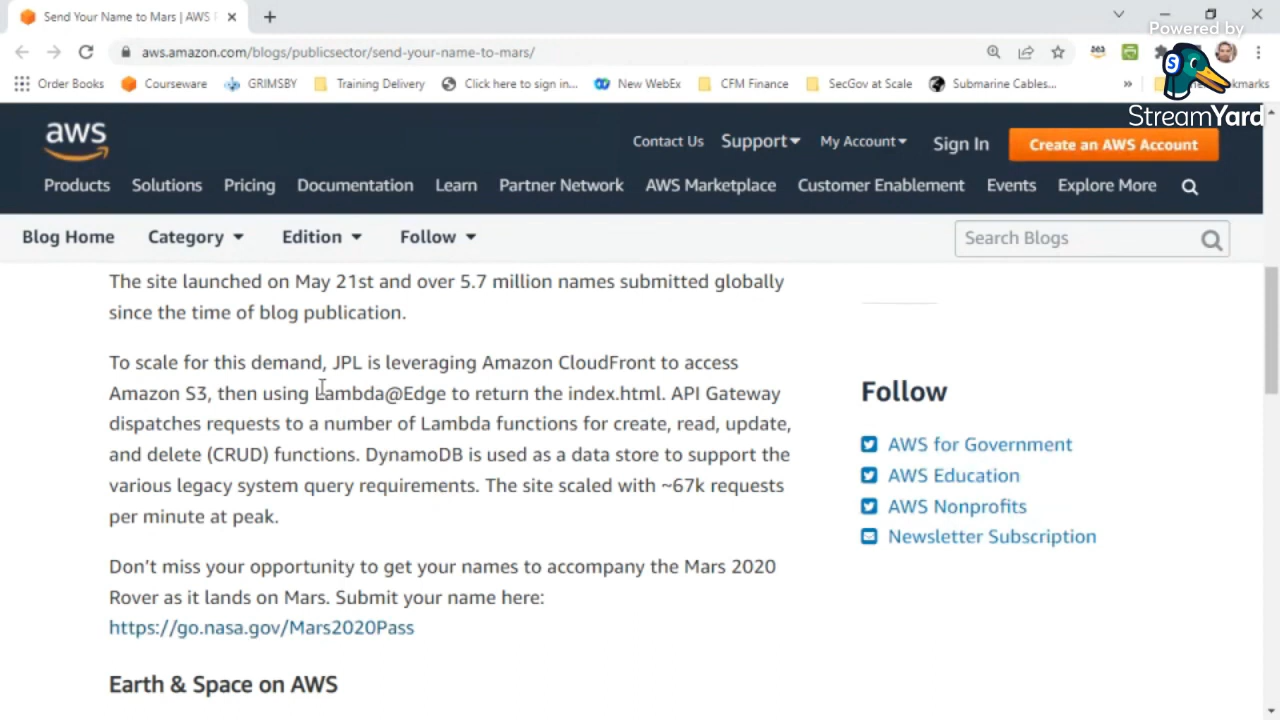 Send Your Name to Mars | AWS
aws.amazon.com/blogs/publicsector/send-your-name-to-mars/
Powered by
Order Books
Courseware
GRIMSBY
Training Delivery
Click here to sign in...
New WebEx
CFM Finance
SecGov at Scale
Submarine Cables...
»
StreamYard
aws
Contact Us
Support
My Account
Sign In
Create an AWS Account
Products
Solutions
Pricing
Documentation
Learn
Partner Network
AWS Marketplace
Customer Enablement
Events
Explore More
Blog Home
Category
Edition
Follow
Search Blogs
The site launched on May 21st and over 5.7 million names submitted globally
since the time of blog publication.
To scale for this demand, JPL is leveraging Amazon CloudFront to access
Amazon S3, then using Lambda@Edge to return the index.html. API Gateway
dispatches requests to a number of Lambda functions for create, read, update,
and delete (CRUD) functions. DynamoDB is used as a data store to support the
various legacy system query requirements. The site scaled with ~67k requests
per minute at peak.
Don't miss your opportunity to get your names to accompany the Mars 2020
Rover as it lands on Mars. Submit your name here:
https://go.nasa.gov/Mars2020Pass
Earth & Space on AWS
Follow
AWS for Government
AWS Education
AWS Nonprofits
Newsletter Subscription